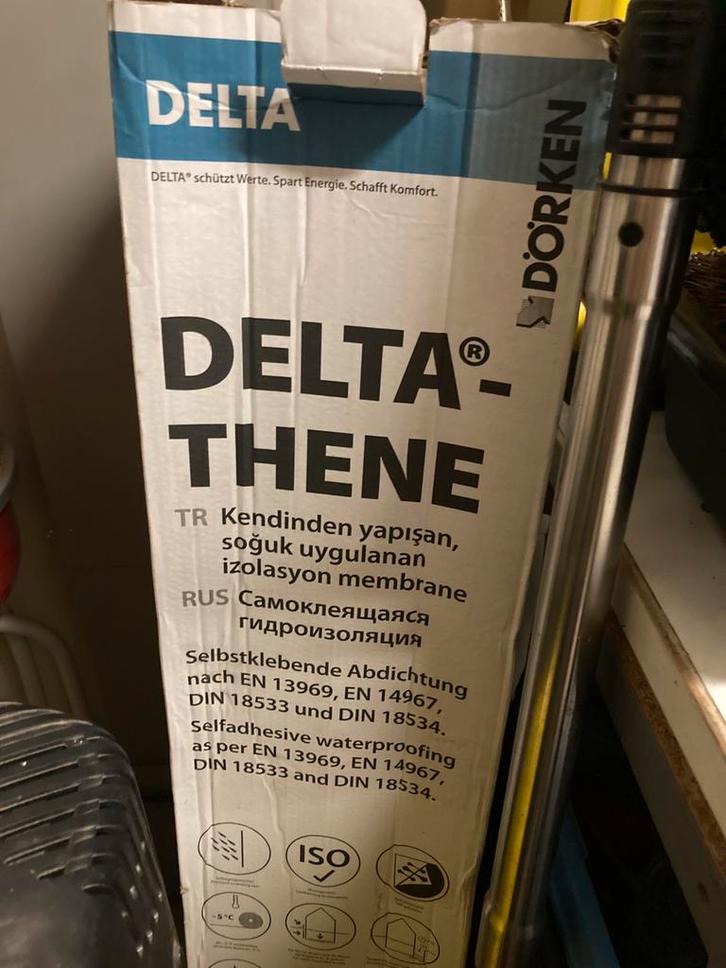 DELTA
DELTA® schützt Werte. Spart Energie. Schafft Komfort.
DÖRKEN
DELTA®-
THENE
TR Kendinden yapışan,
soğuk uygulanan
izolasyon membrane
RUS Самоклеящаяся
гидроизоляция
Selbstklebende Abdichtung
nach EN 13969, EN 14967,
DIN 18533 und DIN 18534.
Selfadhesive waterproofing
as per EN 13969, EN 14967,
DIN 18533 and DIN 18534.
ISO
-5°C